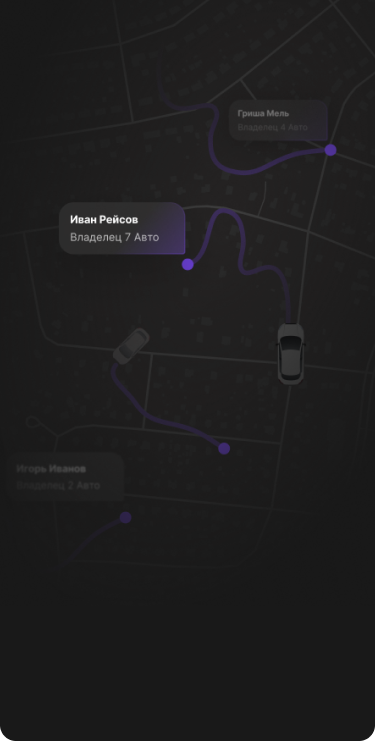 Гриша Мель
Владелец 4 Авто
Иван Рейсов
Владелец 7 Авто
Игорь Иванов
Владелец 2 Авто